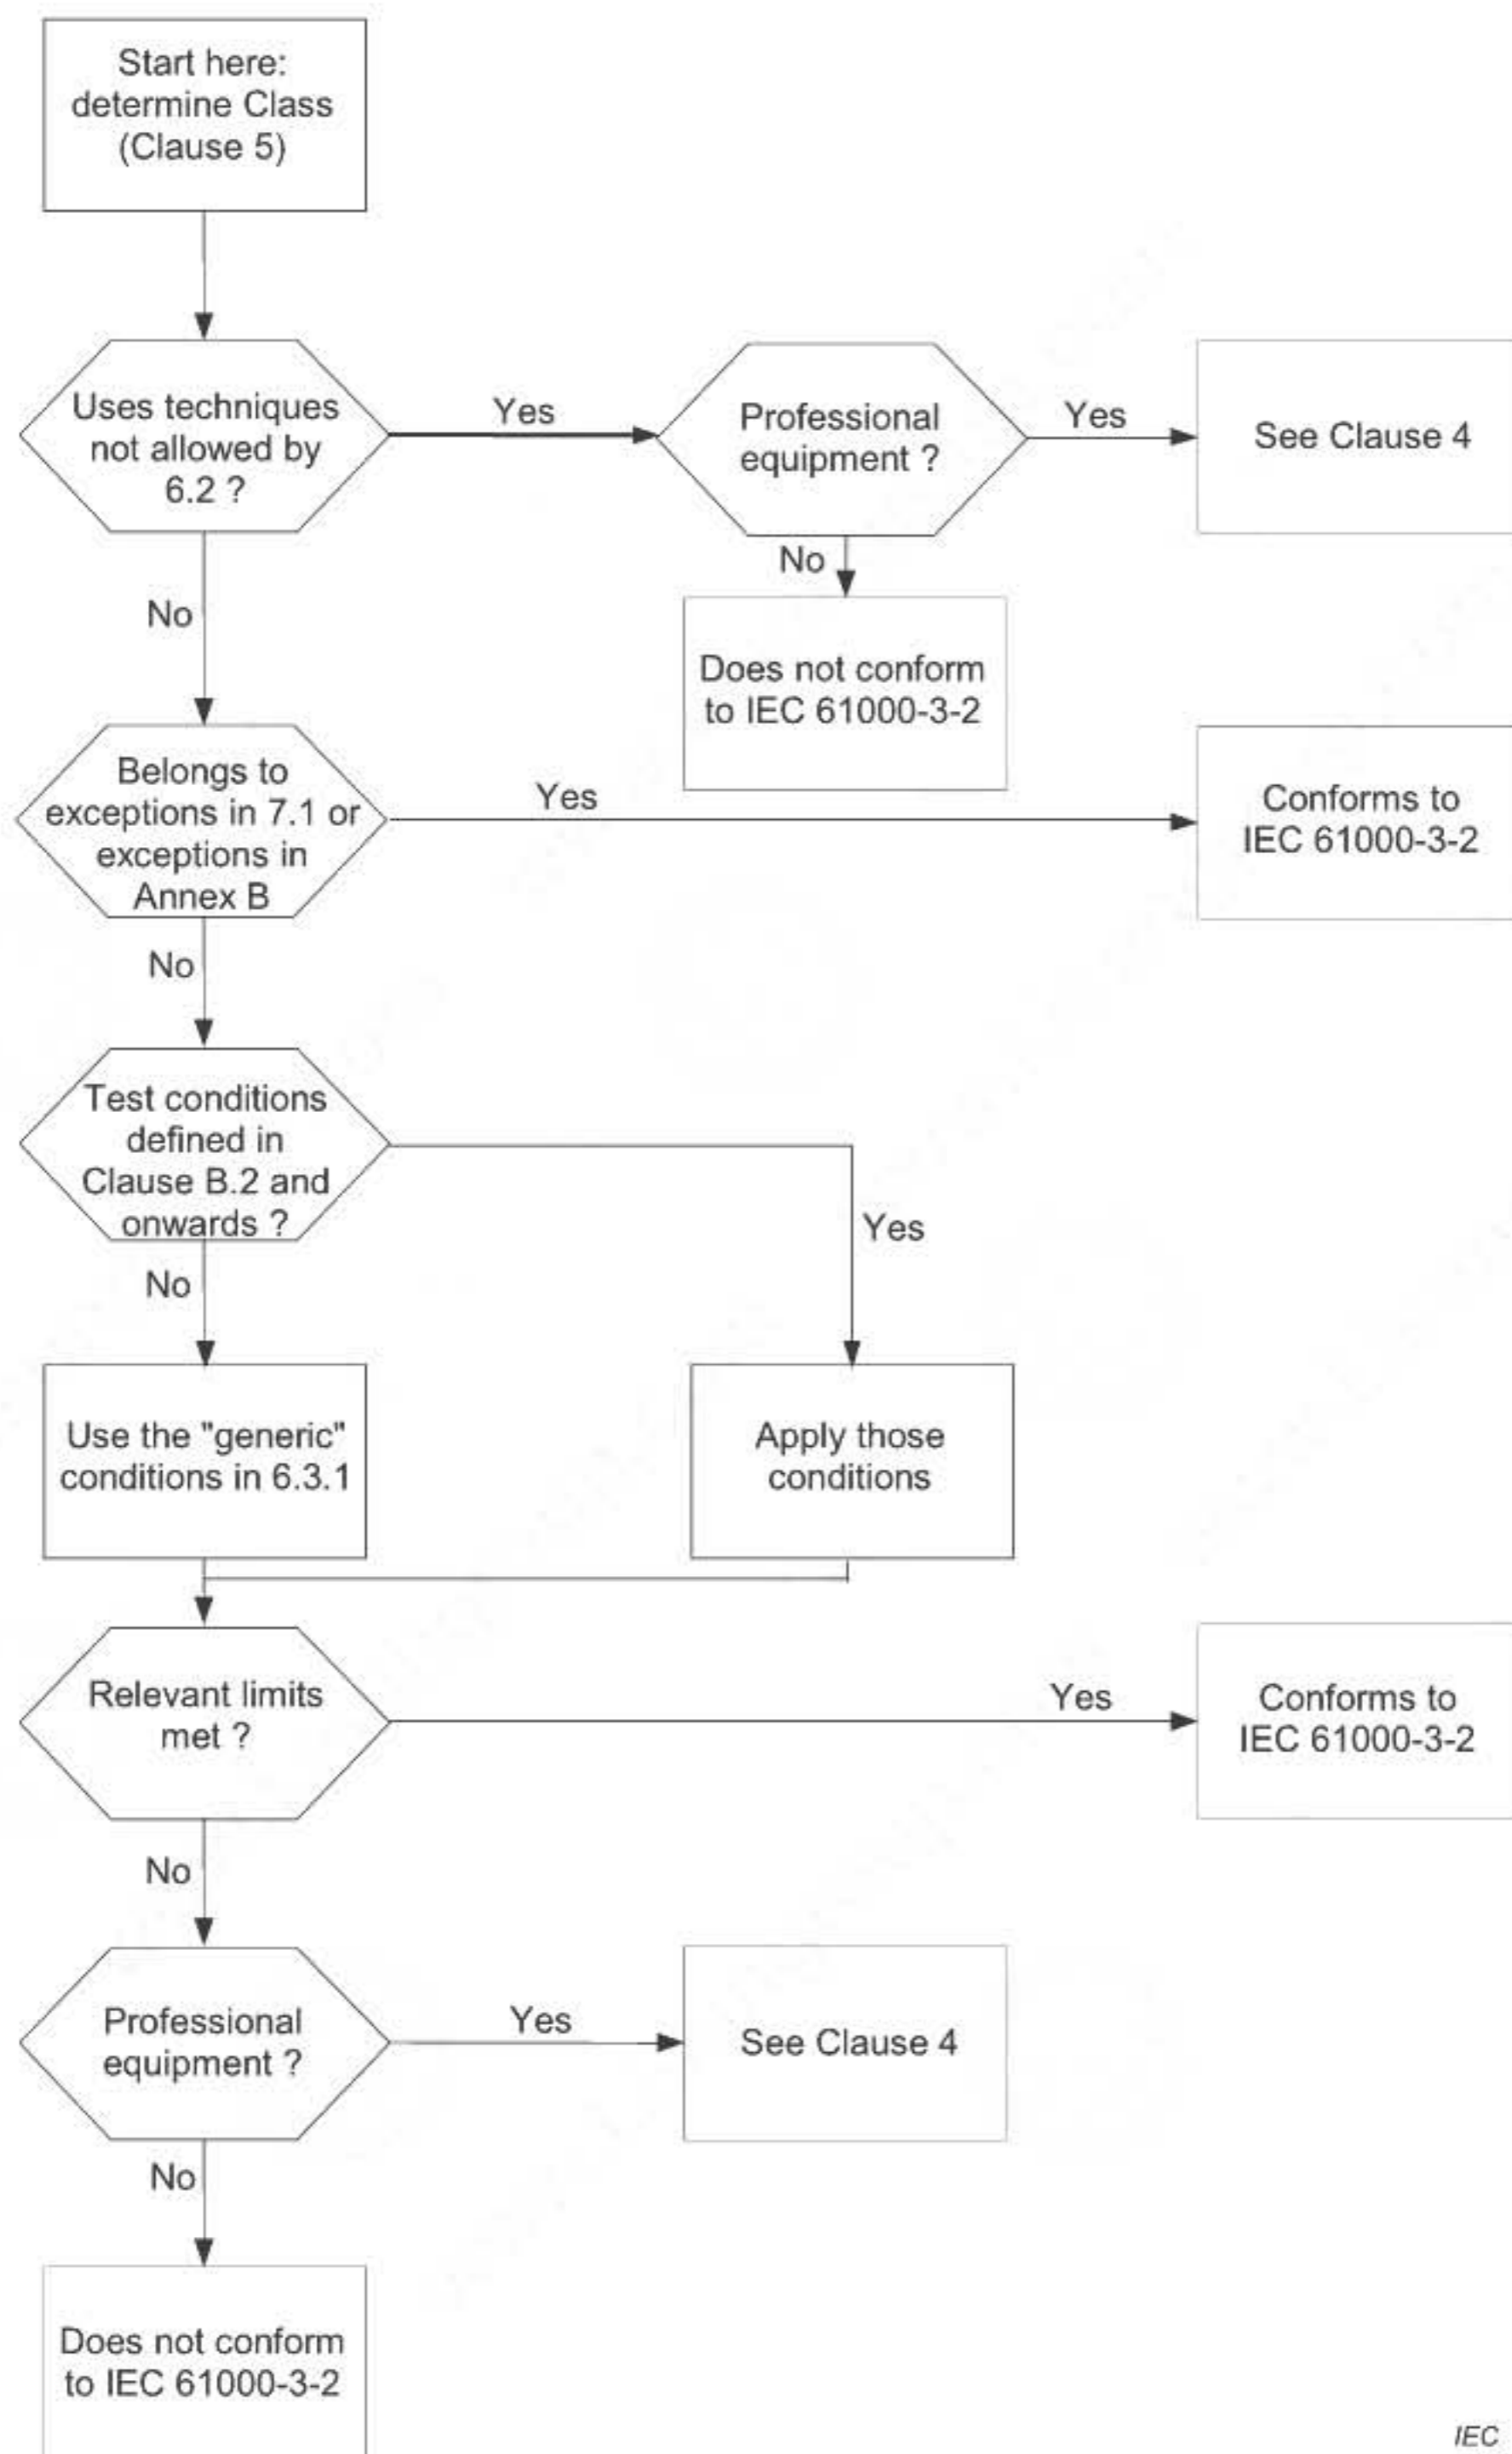 Start here:
determine Class
(Clause 5)
Uses techniques
not allowed by
6.2 ?
Yes
Professional
equipment ?
Yes
See Clause 4
No
Does not conform
to IEC 61000-3-2
No
Belongs to
exceptions in 7.1 or
exceptions in
Annex B
Yes
Conforms to
IEC 61000-3-2
No
Test conditions
defined in
Clause B.2 and
onwards ?
Yes
No
Use the "generic"
conditions in 6.3.1
Apply those
conditions
Relevant limits
met ?
Yes
Conforms to
IEC 61000-3-2
No
Professional
equipment ?
Yes
See Clause 4
No
Does not conform
to IEC 61000-3-2
IEC